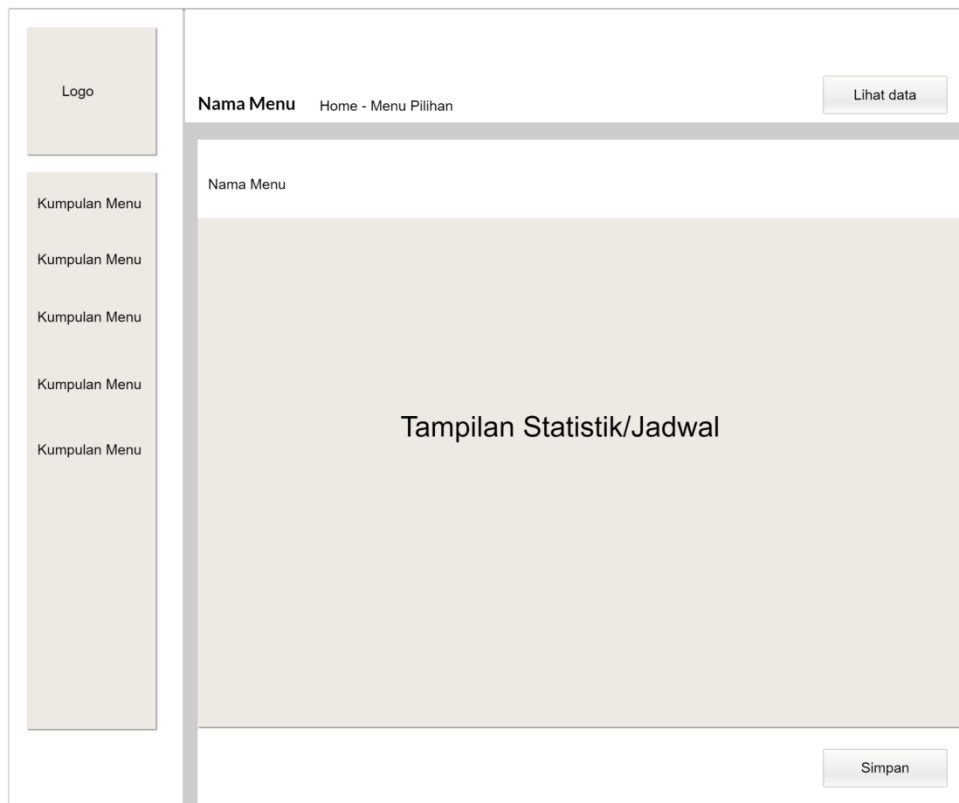 Logo
Kumpulan Menu
Kumpulan Menu
Kumpulan Menu
Kumpulan Menu
Kumpulan Menu
Nama Menu Home - Menu Pilihan
Lihat data
Nama Menu
Tampilan Statistik/Jadwal
Simpan